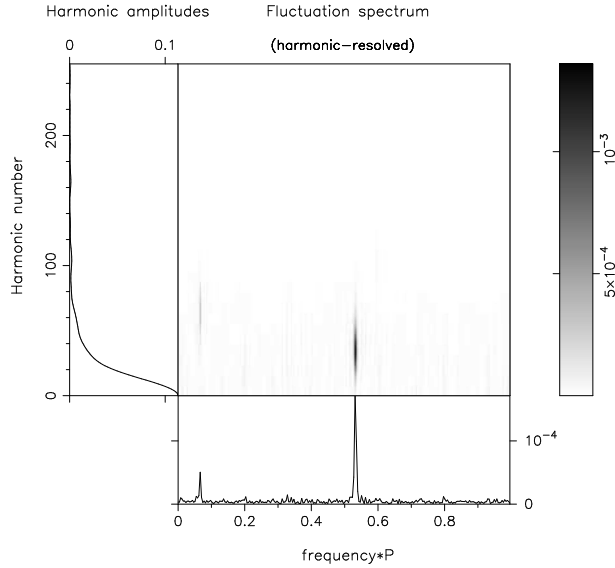 Harmonic amplitudes
Fluctuation spectrum
(harmonic-resolved)
0 0.1
Harmonic number
0 100 200
10⁻³
5×10⁻⁴
10⁻⁴
0
0 0.2 0.4 0.6 0.8
frequency*P